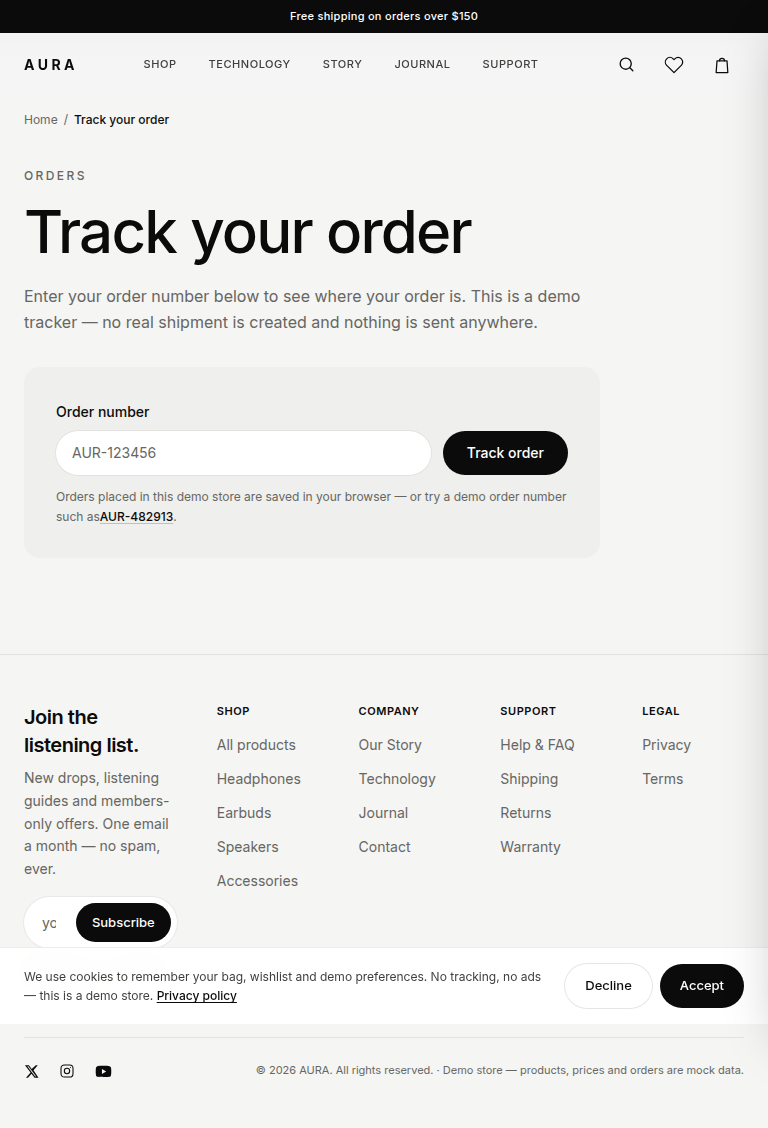 Free shipping on orders over $150
AURA
SHOP TECHNOLOGY STORY JOURNAL SUPPORT
Home / Track your order
ORDERS
Track your order
Enter your order number below to see where your order is. This is a demo
tracker — no real shipment is created and nothing is sent anywhere.
Order number
AUR-123456
Track order
Orders placed in this demo store are saved in your browser — or try a demo order number
such asAUR-482913.
Join the
listening list.
New drops, listening
guides and members-
only offers. One email
a month — no spam,
ever.
Subscribe
SHOP
All products
Headphones
Earbuds
Speakers
Accessories
COMPANY
Our Story
Technology
Journal
Contact
SUPPORT
Help & FAQ
Shipping
Returns
Warranty
LEGAL
Privacy
Terms
We use cookies to remember your bag, wishlist and demo preferences. No tracking, no ads
— this is a demo store. Privacy policy
Decline
Accept
© 2026 AURA. All rights reserved. · Demo store — products, prices and orders are mock data.